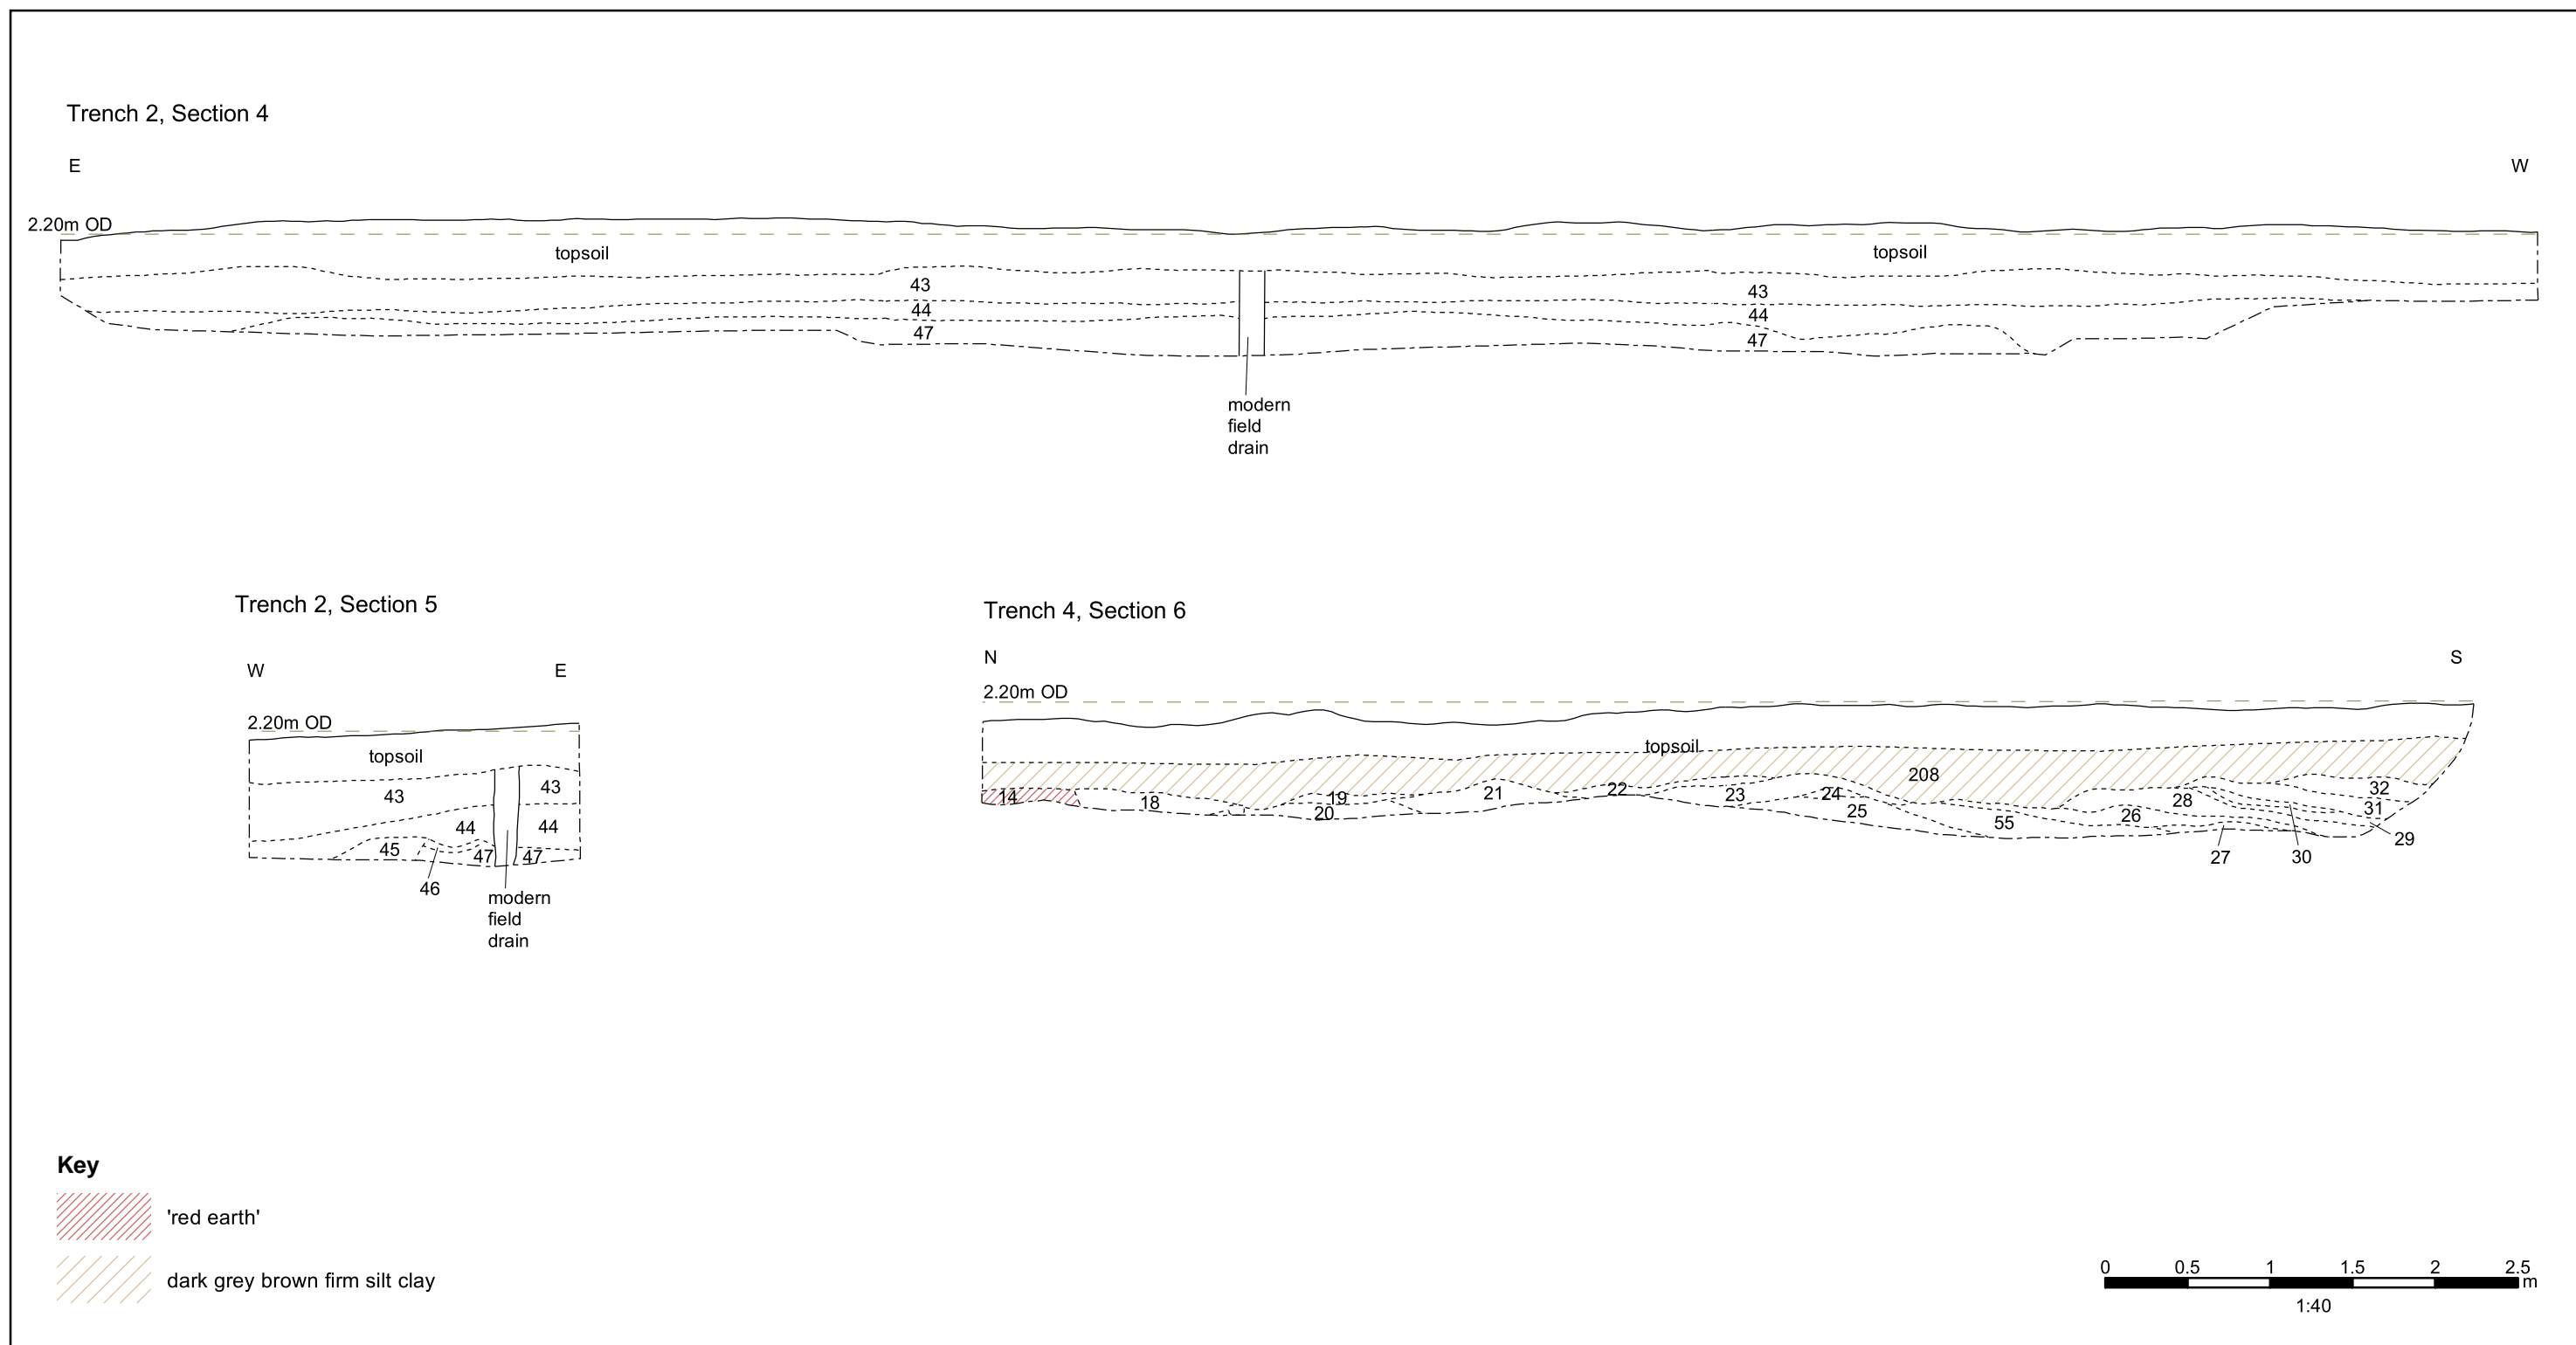 Trench 2, Section 4
E
W
2.20m OD
topsoil
topsoil
43
43
44
44
47
47
modern
field
drain
Trench 2, Section 5
W
E
2.20m OD
topsoil
43
43
44
44
45
47
47
46
modern
field
drain
Trench 4, Section 6
N
S
2.20m OD
topsoil
208
14
18
19
20
21
22
23
24
25
55
26
28
32
31
29
27
30
Key
'red earth'
dark grey brown firm silt clay
0 0.5 1 1.5 2 2.5
m
1:40